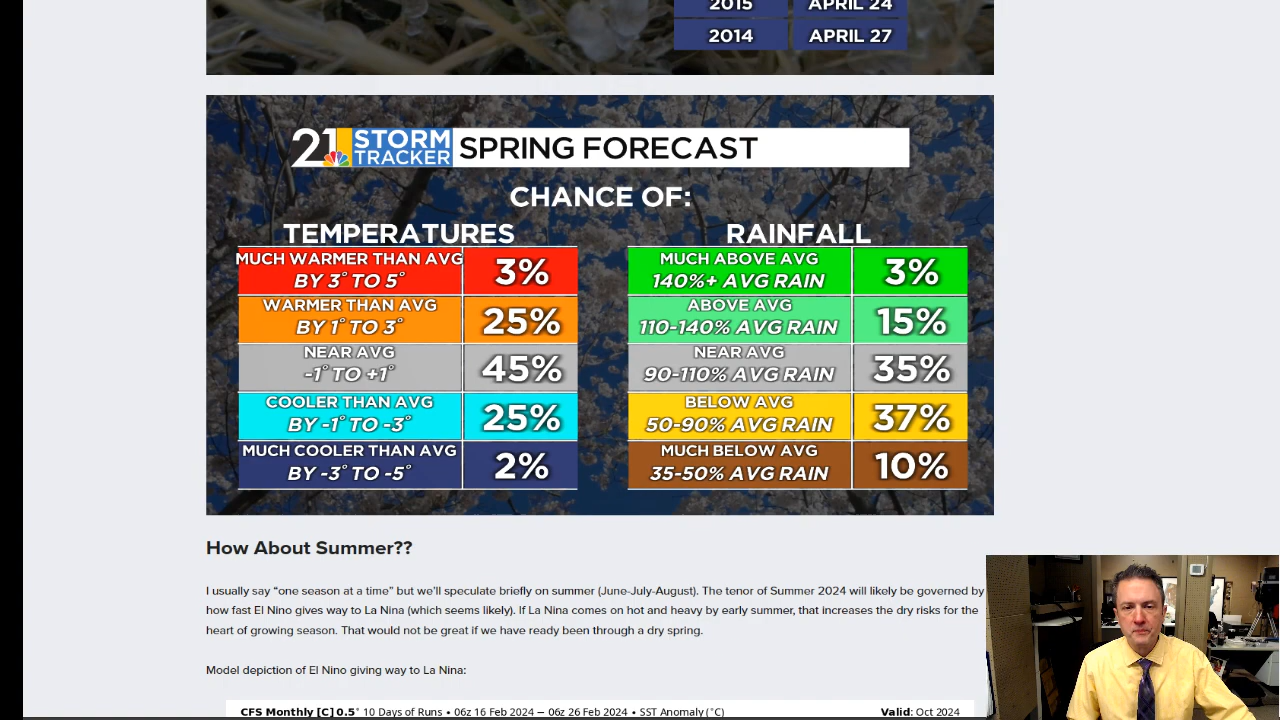 2015 APRIL 24
2014 APRIL 27
21 STORM TRACKER SPRING FORECAST
CHANCE OF:
TEMPERATURES
MUCH WARMER THAN AVG
BY 3° TO 5°
3%
WARMER THAN AVG
BY 1° TO 3°
25%
NEAR AVG
-1° TO +1°
45%
COOLER THAN AVG
BY -1° TO -3°
25%
MUCH COOLER THAN AVG
BY -3° TO -5°
2%
RAINFALL
MUCH ABOVE AVG
140%+ AVG RAIN
3%
ABOVE AVG
110-140% AVG RAIN
15%
NEAR AVG
90-110% AVG RAIN
35%
BELOW AVG
50-90% AVG RAIN
37%
MUCH BELOW AVG
35-50% AVG RAIN
10%
How About Summer??
I usually say “one season at a time” but we’ll speculate briefly on summer (June-July-August). The tenor of Summer 2024 will likely be governed by
how fast El Nino gives way to La Nina (which seems likely). If La Nina comes on hot and heavy by early summer, that increases the dry risks for the
heart of growing season. That would not be great if we have ready been through a dry spring.
Model depiction of El Nino giving way to La Nina:
CFS Monthly [C] 0.5° 10 Days of Runs • 06z 16 Feb 2024 − 06z 26 Feb 2024 • SST Anomaly (°C) Valid: Oct 2024